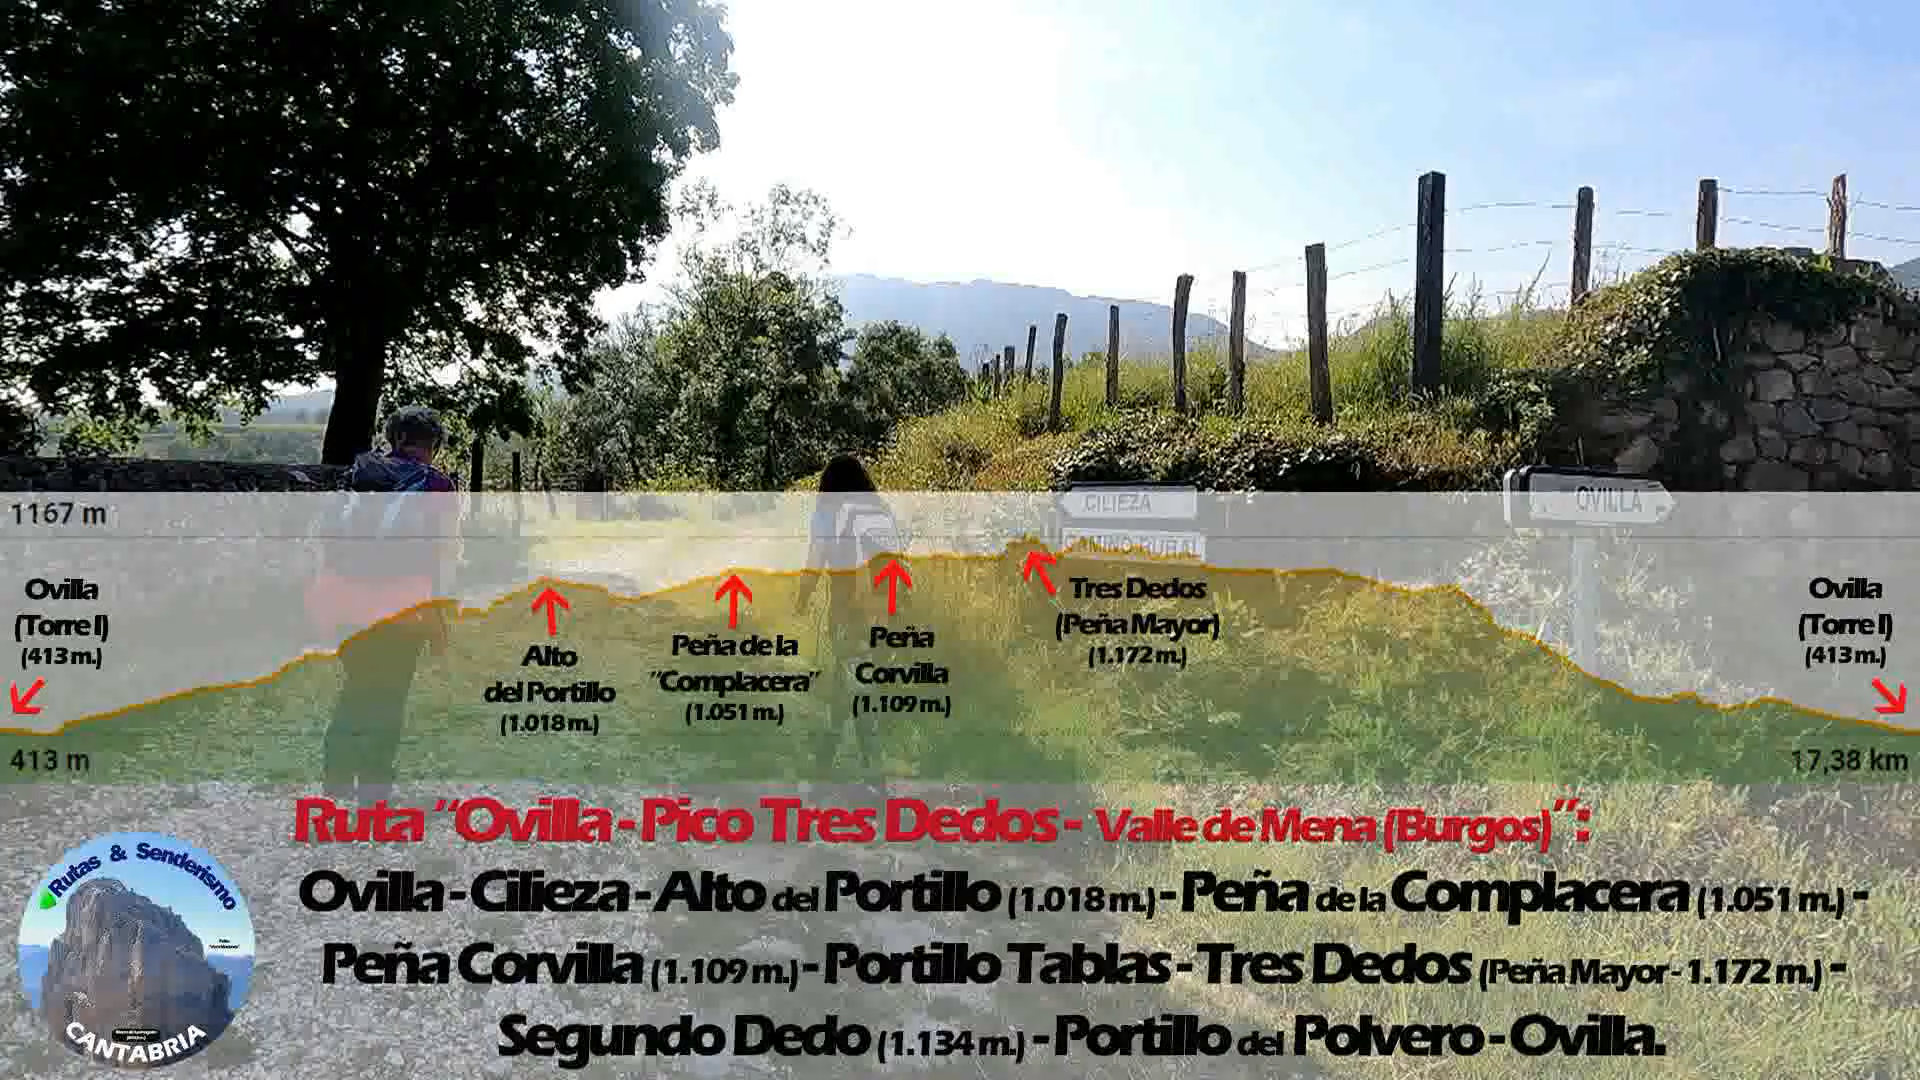 CILIEZA
OVILLA
CAMINO RURAL
1167 m
Ovilla
(Torre I)
(413 m.)
Alto
del Portillo
(1.018 m.)
Peña de la
"Complacera"
(1.051 m.)
Peña
Corvilla
(1.109 m.)
Tres Dedos
(Peña Mayor)
(1.172 m.)
Ovilla
(Torre I)
(413 m.)
413 m
17,38 km
Ruta "Ovilla - Pico Tres Dedos - Valle de Mena (Burgos)":
Ovilla - Cilieza - Alto del Portillo (1.018 m.) - Peña de la Complacera (1.051 m.) -
Peña Corvilla (1.109 m.) - Portillo Tablas - Tres Dedos (Peña Mayor - 1.172 m.) -
Segundo Dedo (1.134 m.) - Portillo del Polvero - Ovilla.
Rutas & Senderismo
CANTABRIA